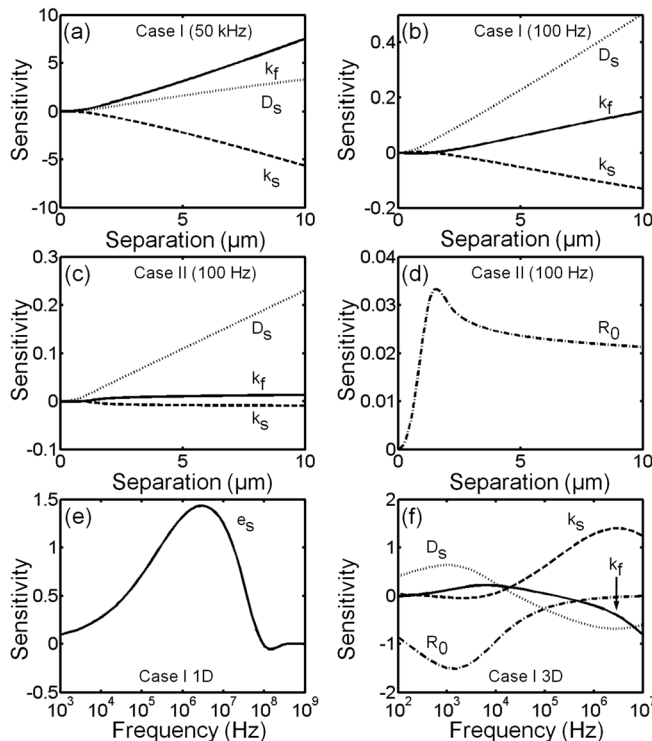 (a) Case I (50 kHz)
10
5
0
-5
-10
0 5 10
Sensitivity
Separation (µm)
k_f
D_s
k_s
(b) Case I (100 Hz)
0.4
0.2
0
-0.2
0 5 10
Sensitivity
Separation (µm)
D_s
k_f
k_s
(c) Case II (100 Hz)
0.3
0.2
0.1
0
-0.1
0 5 10
Sensitivity
Separation (µm)
D_s
k_f
k_s
(d) Case II (100 Hz)
0.04
0.03
0.02
0.01
0
0 5 10
Sensitivity
Separation (µm)
R_0
(e)
1.5
1
0.5
0
-0.5
10^3 10^4 10^5 10^6 10^7 10^8 10^9
Sensitivity
Frequency (Hz)
e_s
Case I 1D
(f)
2
1
0
-1
-2
10^2 10^3 10^4 10^5 10^6 10^7
Sensitivity
Frequency (Hz)
D_s
k_s
k_f
R_0
Case I 3D